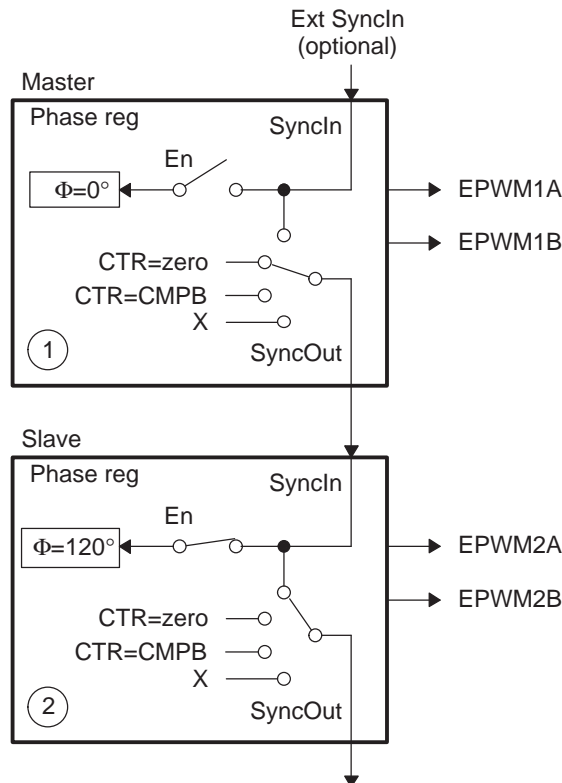 Ext SyncIn
(optional)
Master
Phase reg
SyncIn
En
Φ=0°
EPWM1A
EPWM1B
CTR=zero
CTR=CMPB
X
1
SyncOut
Slave
Phase reg
SyncIn
En
Φ=120°
EPWM2A
EPWM2B
CTR=zero
CTR=CMPB
X
2
SyncOut